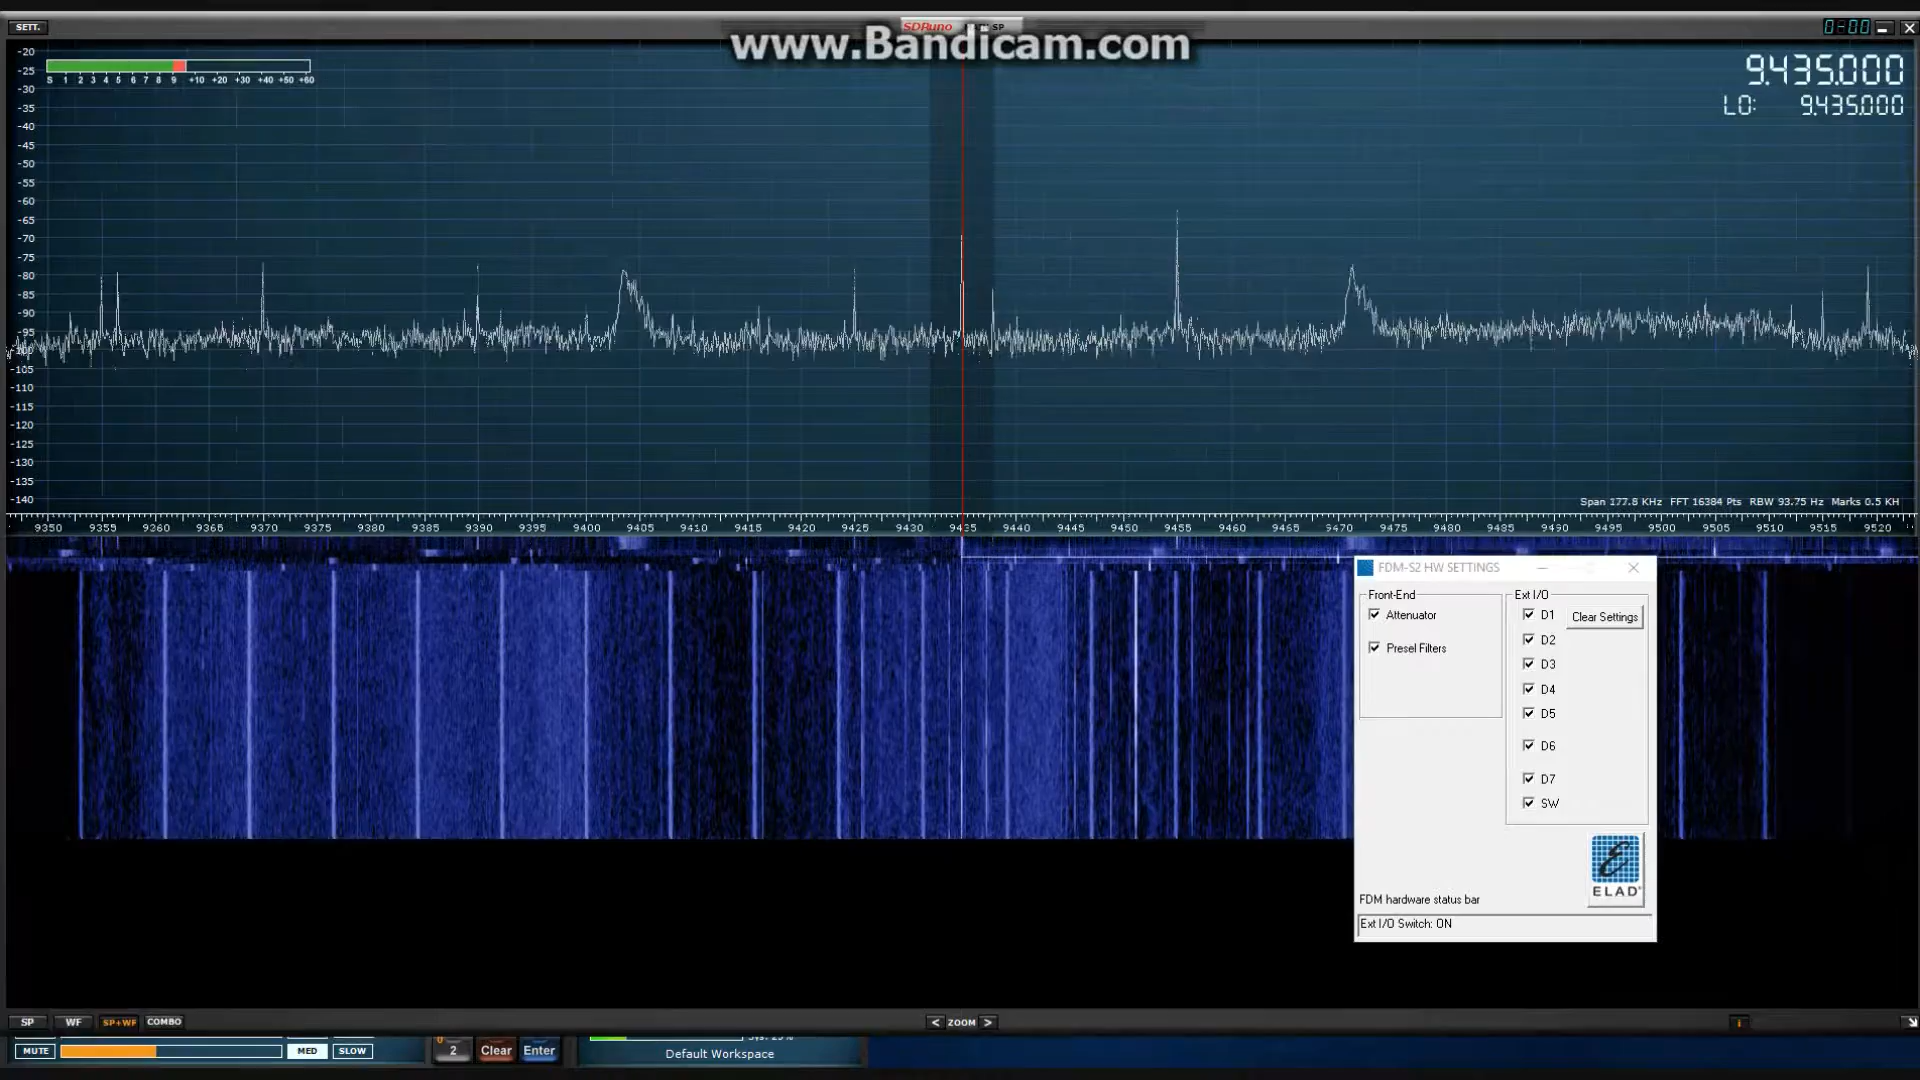 SETT.
SDRuno
SP
www.Bandicam.com
0-00
-20
-25
-30
-35
-40
-45
-50
-55
-60
-65
-70
-75
-80
-85
-90
-95
-100
-105
-110
-115
-120
-125
-130
-135
-140
S 1 2 3 4 5 6 7 8 9 +10 +20 +30 +40 +50 +60
9.435.000
LO: 9.435.000
Span 177.8 KHz FFT 16384 Pts RBW 93.75 Hz Marks 0.5 KH
9350 9355 9360 9365 9370 9375 9380 9385 9390 9395 9400 9405 9410 9415 9420 9425 9430 9435 9440 9445 9450 9455 9460 9465 9470 9475 9480 9485 9490 9495 9500 9505 9510 9515 9520
FDM-S2 HW SETTINGS
Front-End
Attenuator
Presel Filters
Ext I/O
D1
Clear Settings
D2
D3
D4
D5
D6
D7
SW
ELAD
FDM hardware status bar
Ext I/O Switch: ON
SP WF SP+WF COMBO
< ZOOM >
MUTE MED SLOW
0
2 Clear Enter
Default Workspace